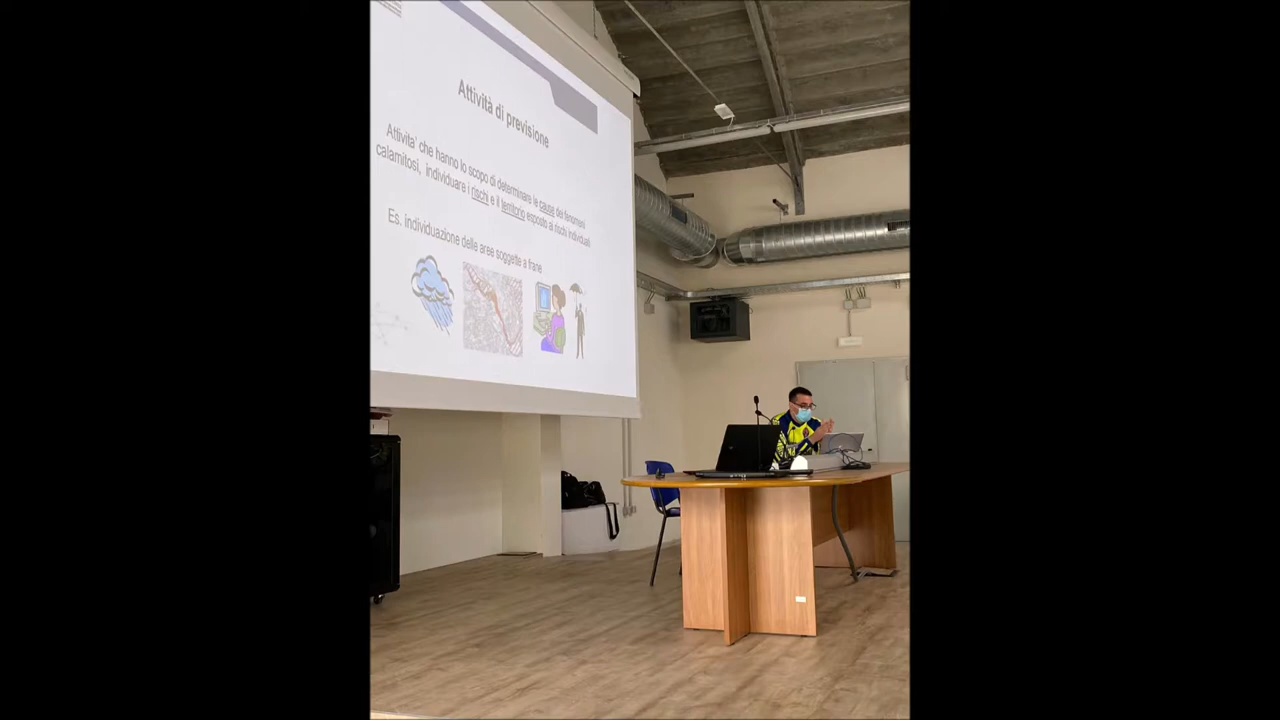 Attività di previsione
Attivita' che hanno lo scopo di determinare le cause dei fenomeni
calamitosi, individuare i rischi e il territorio esposto ai rischi individuati
Es. individuazione delle aree soggette a frane